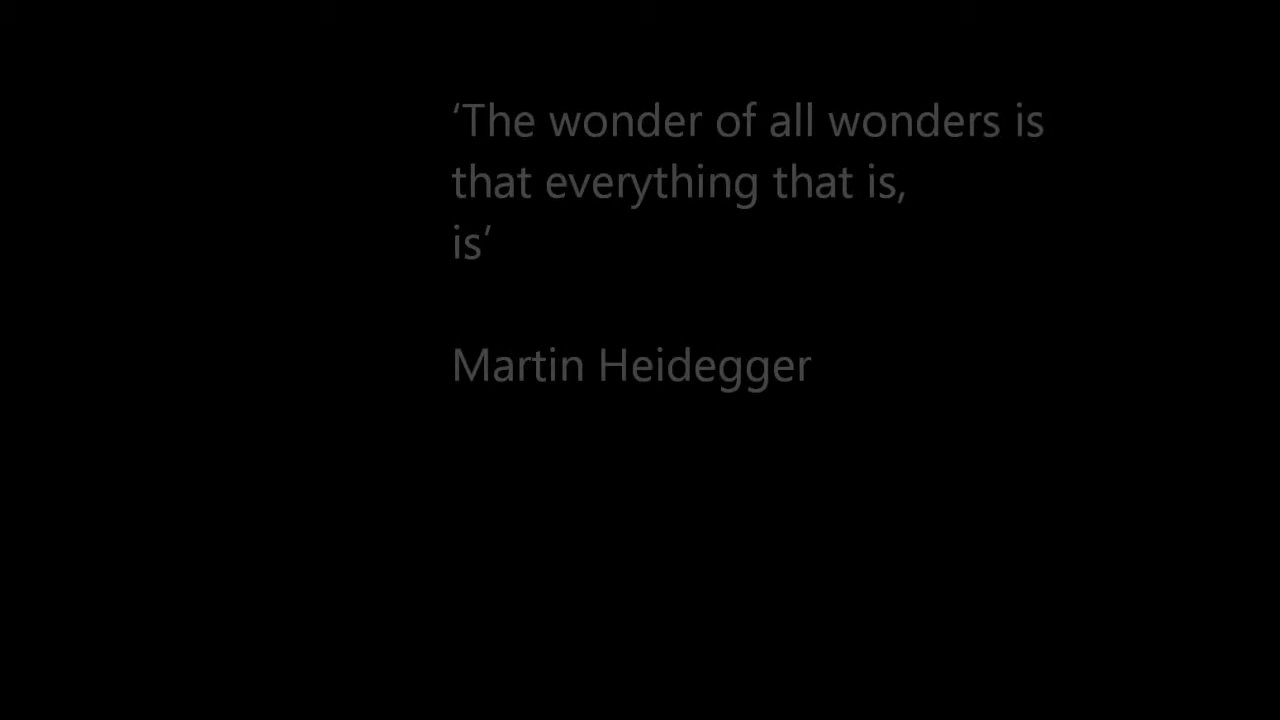 ‘The wonder of all wonders is
that everything that is,
is’
Martin Heidegger